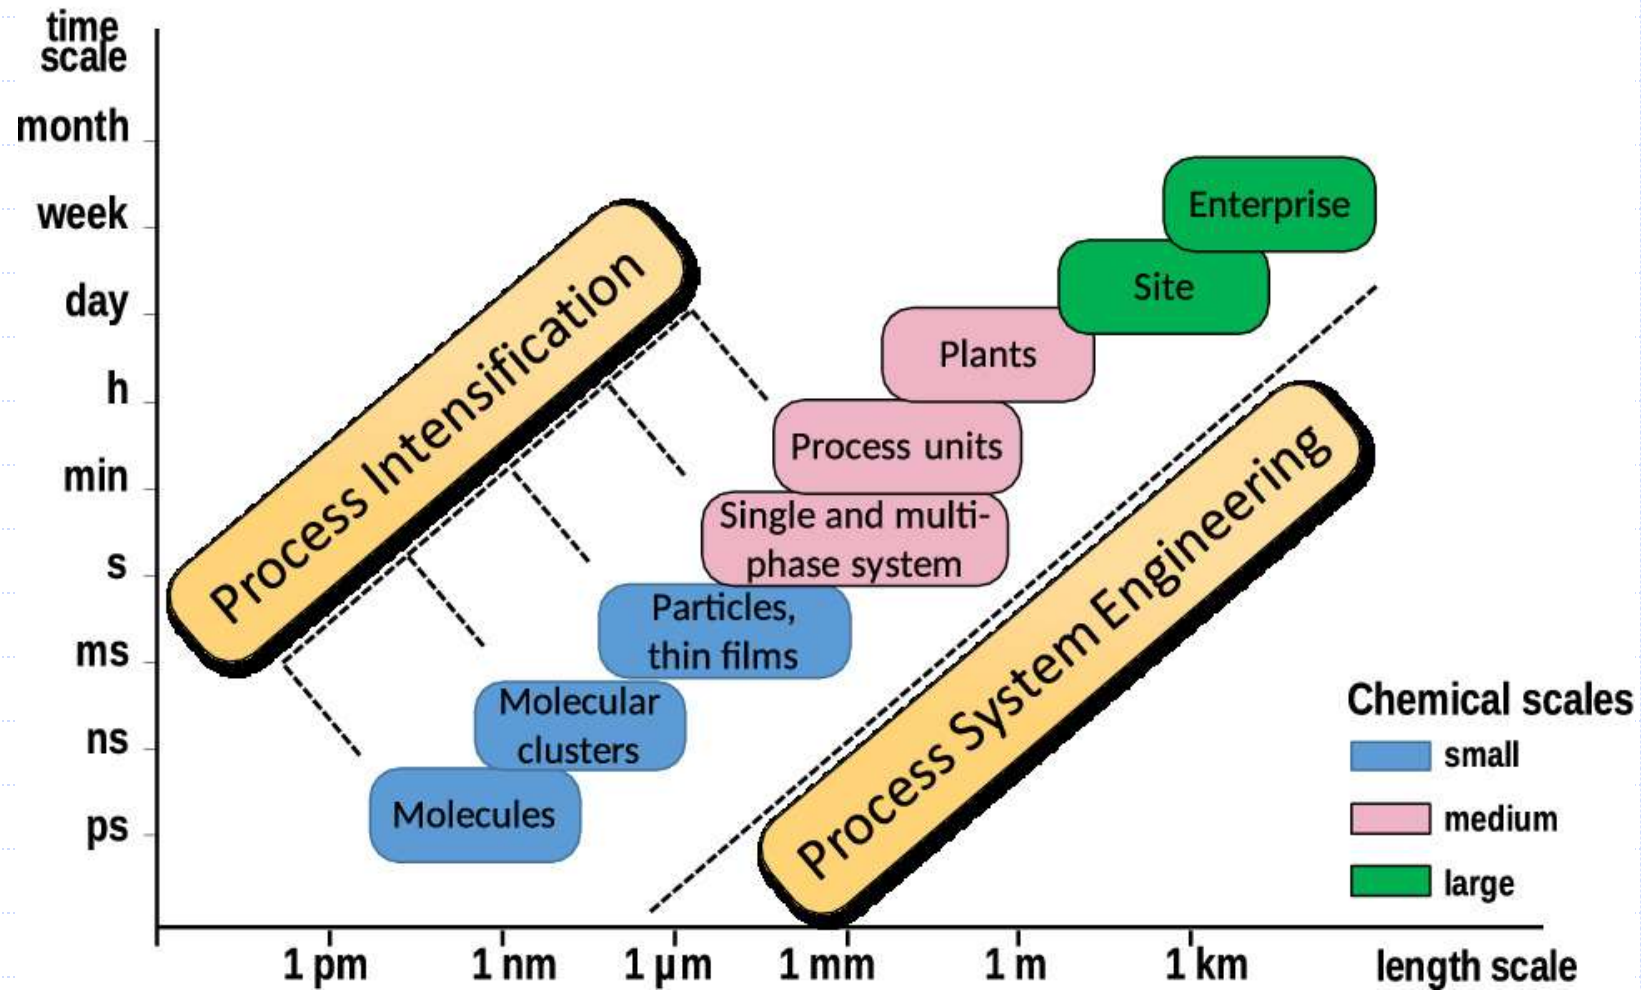 time
scale
month
week
day
h
min
s
ms
ns
ps
Process Intensification
Enterprise
Site
Plants
Process units
Single and multi-
phase system
Particles,
thin films
Molecular
clusters
Molecules
Process System Engineering
Chemical scales
small
medium
large
1 pm
1 nm
1 µm
1 mm
1 m
1 km
length scale